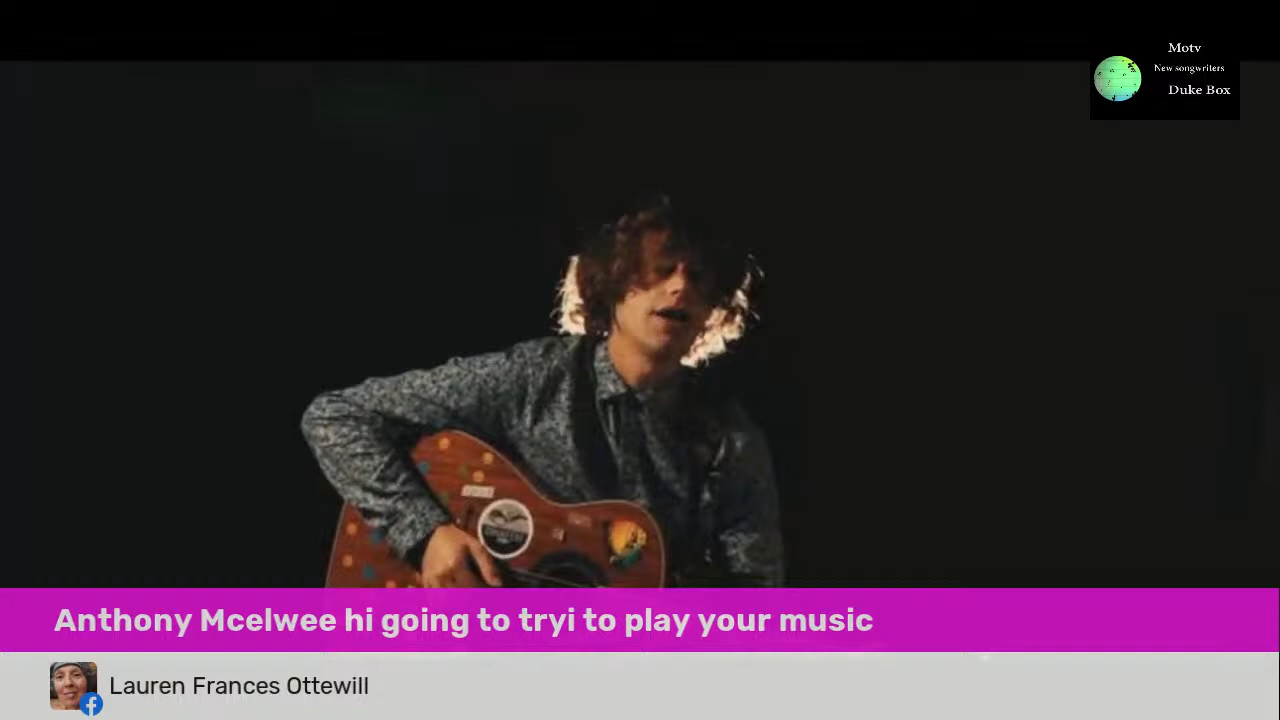 Motv
New songwriters
Duke Box
Anthony Mcelwee hi going to tryi to play your music
Lauren Frances Ottewill